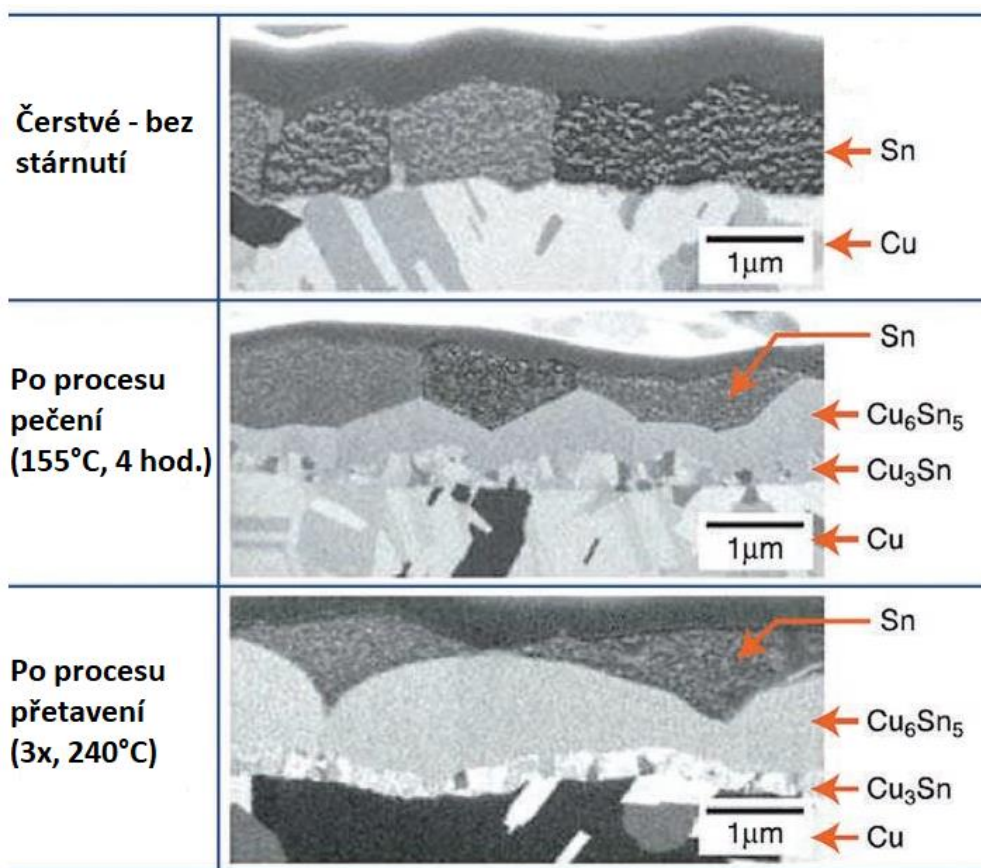 Čerstvé - bez
stárnutí
Sn
Cu
1µm
Po procesu
pečení
(155°C, 4 hod.)
Sn
Cu₆Sn₅
Cu₃Sn
Cu
1µm
Po procesu
přetavení
(3x, 240°C)
Sn
Cu₆Sn₅
Cu₃Sn
Cu
1µm